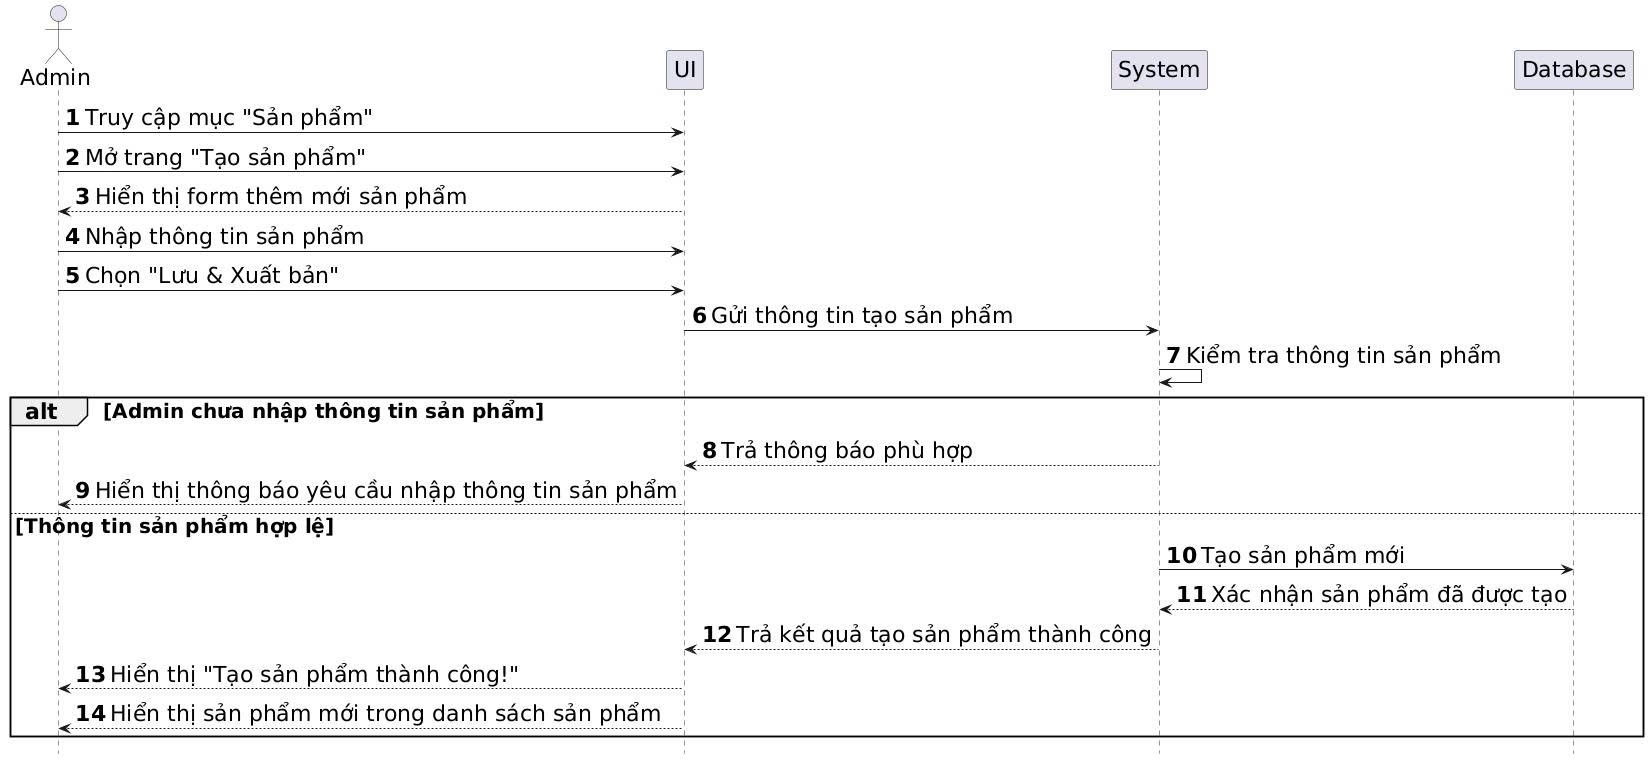 Admin
UI
System
Database
1 Truy cập mục "Sản phẩm"
2 Mở trang "Tạo sản phẩm"
3 Hiển thị form thêm mới sản phẩm
4 Nhập thông tin sản phẩm
5 Chọn "Lưu & Xuất bản"
6 Gửi thông tin tạo sản phẩm
7 Kiểm tra thông tin sản phẩm
alt [Admin chưa nhập thông tin sản phẩm]
8 Trả thông báo phù hợp
9 Hiển thị thông báo yêu cầu nhập thông tin sản phẩm
[Thông tin sản phẩm hợp lệ]
10 Tạo sản phẩm mới
11 Xác nhận sản phẩm đã được tạo
12 Trả kết quả tạo sản phẩm thành công
13 Hiển thị "Tạo sản phẩm thành công!"
14 Hiển thị sản phẩm mới trong danh sách sản phẩm